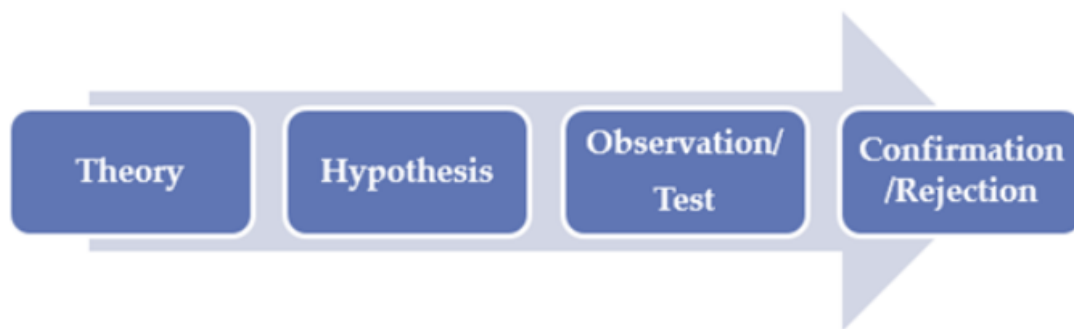 Theory
Hypothesis
Observation/
Test
Confirmation
/Rejection